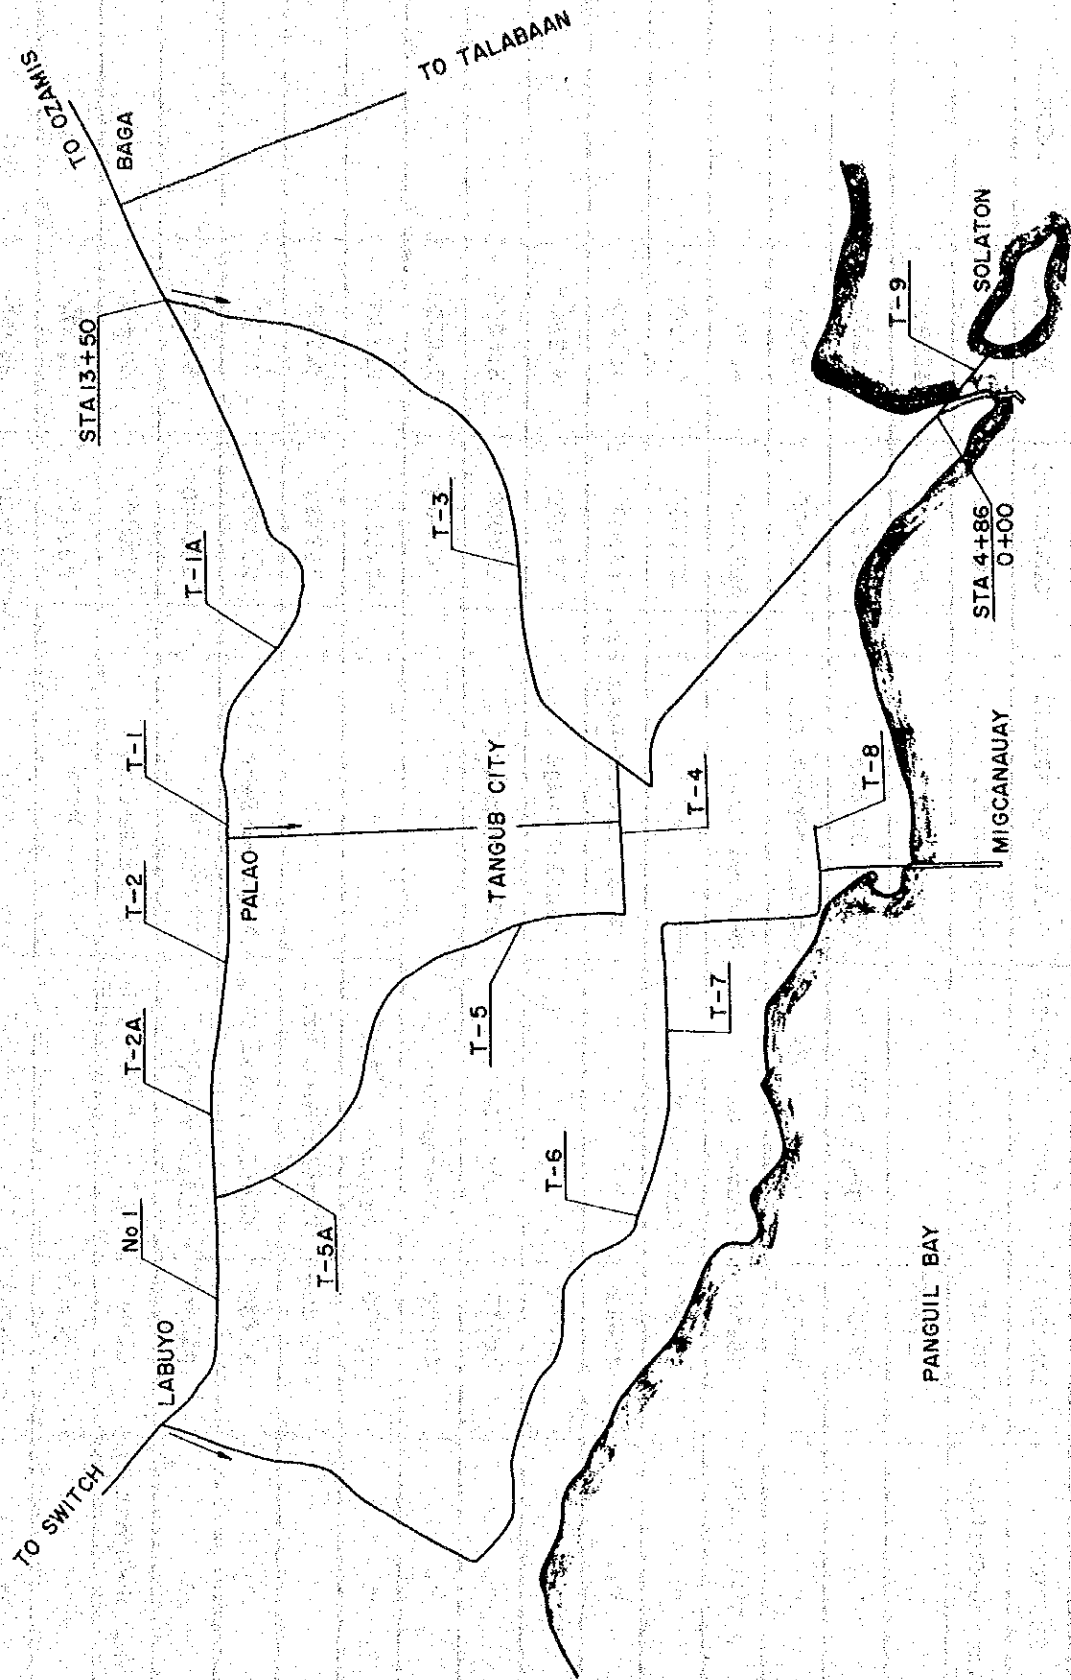 TO SWITCH
LABUYO
No 1
T-2A
T-2
PALAO
T-1
T-1A
STA 13+50
TO OZAMIS
BAGA
TO TALABAAN
T-5A
T-5
TANGUB CITY
T-3
T-6
T-7
T-4
T-8
T-9
SOLATON
STA 4+86
0+00
MIGCANAUAY
PANGUIL BAY